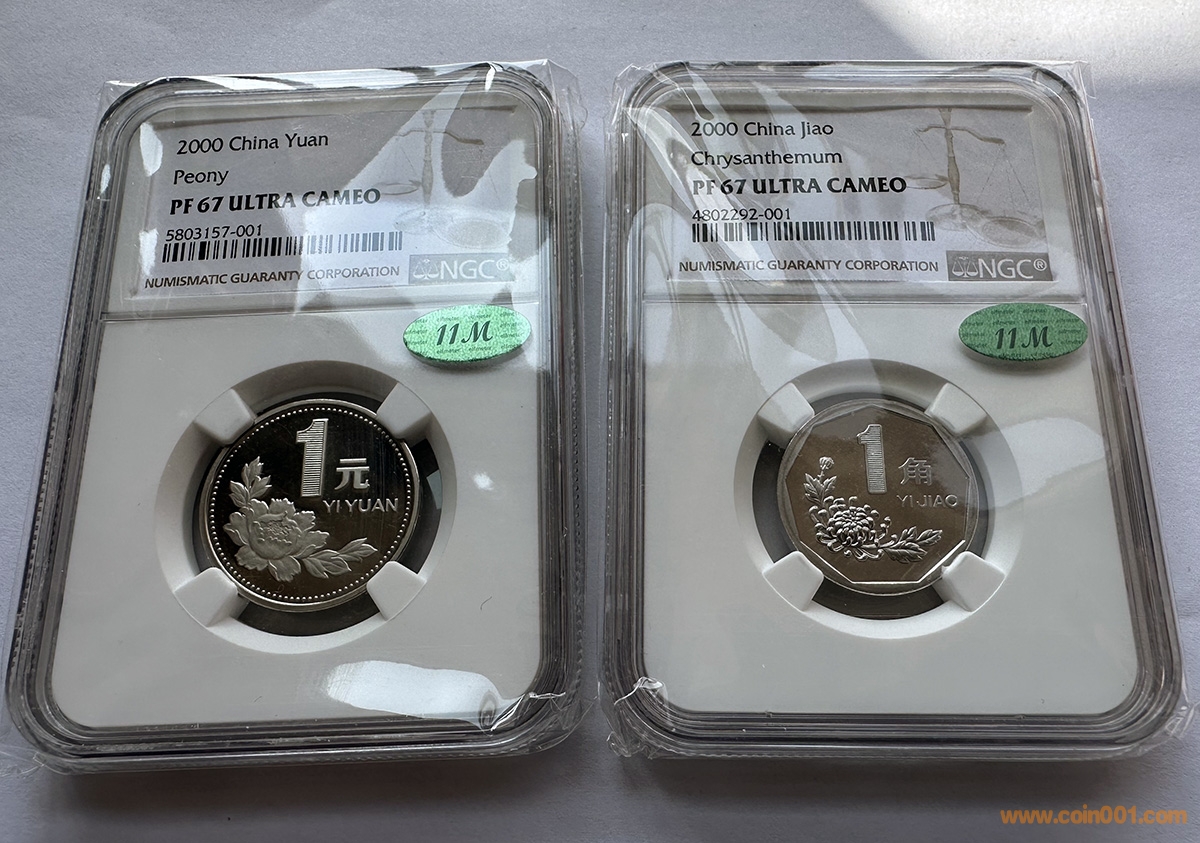 2000 China Yuan
Peony
PF 67 ULTRA CAMEO
5803157-001
NUMISMATIC GUARANTY CORPORATION
NGC®
11M
1元
YI YUAN
2000 China Jiao
Chrysanthemum
PF 67 ULTRA CAMEO
4802292-001
NUMISMATIC GUARANTY CORPORATION
NGC®
11M
1角
YI JIAO
www.coin001.com